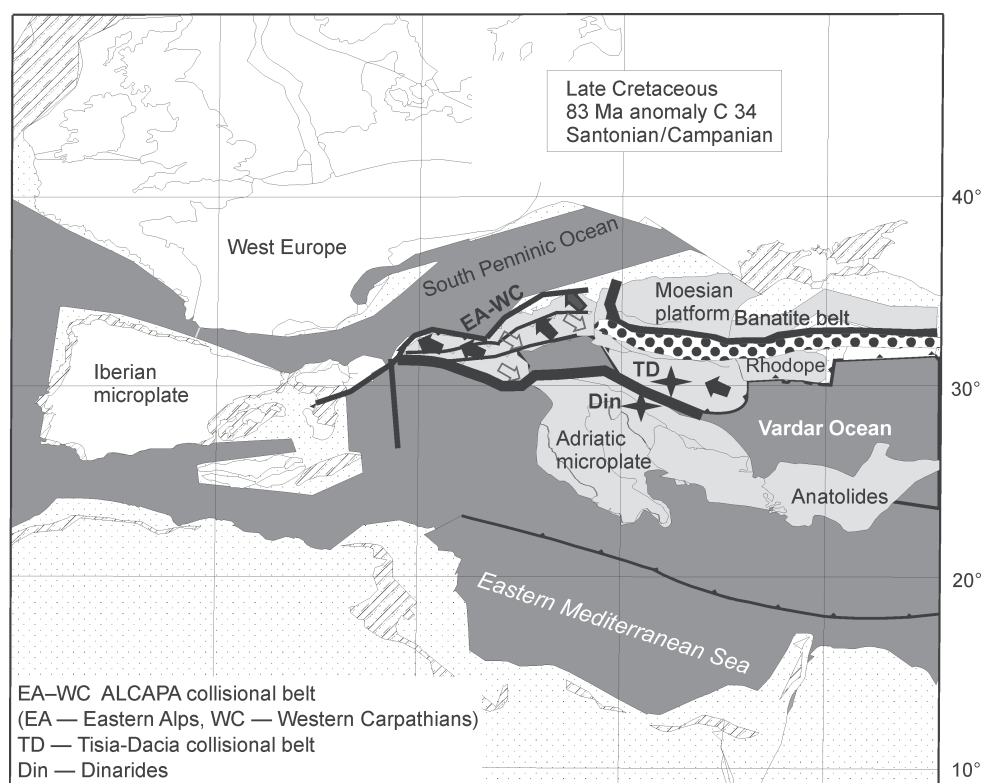 Late Cretaceous
83 Ma anomaly C 34
Santonian/Campanian
40°
West Europe
South Penninic Ocean
EA-WC
Moesian
platform
Banatite belt
Iberian
microplate
TD
Rhodope
30°
Din
Vardar Ocean
Adriatic
microplate
Anatolides
20°
Eastern Mediterranean Sea
EA–WC ALCAPA collisional belt
(EA — Eastern Alps, WC — Western Carpathians)
TD — Tisia-Dacia collisional belt
Din — Dinarides
10°